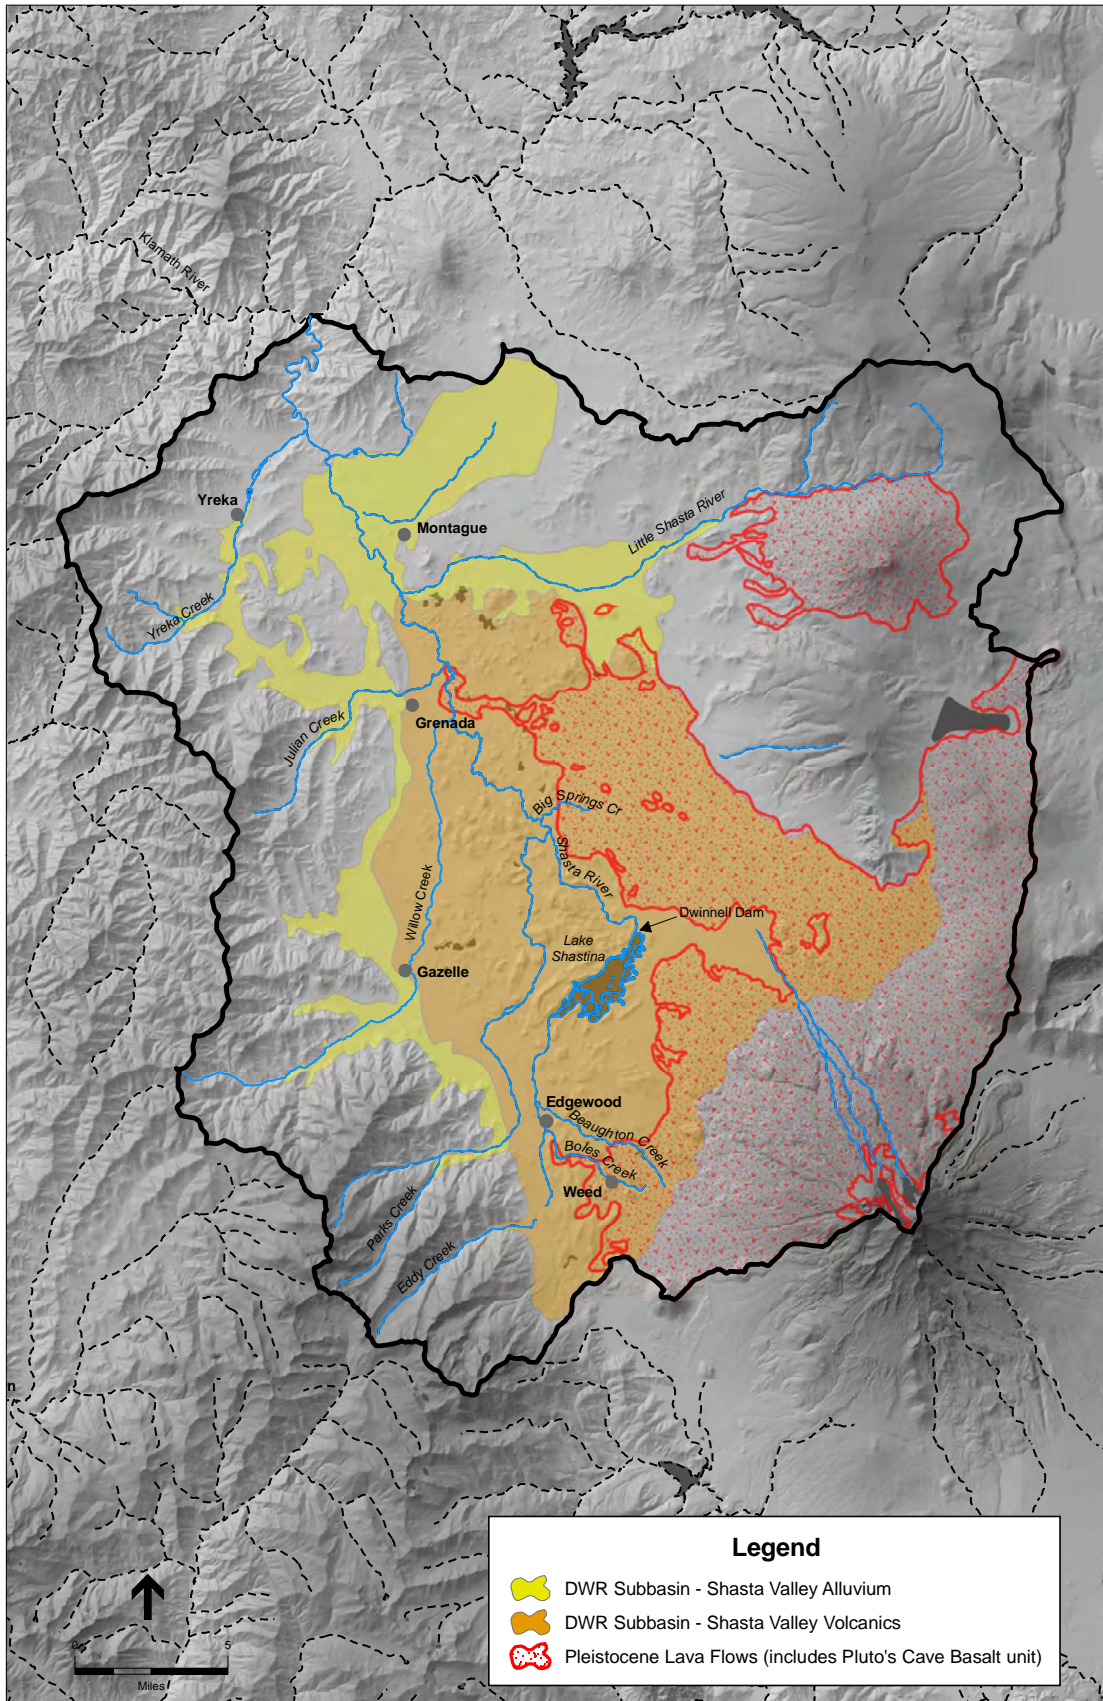 Klamath River
Yreka
Montague
Little Shasta River
Yreka Creek
Julian Creek
Grenada
Big Springs Cr
Shasta River
Willow Creek
Dwinnell Dam
Lake
Shastina
Gazelle
Edgewood
Beaughton Creek
Boles Creek
Weed
Parks Creek
Eddy Creek
Legend
DWR Subbasin - Shasta Valley Alluvium
DWR Subbasin - Shasta Valley Volcanics
Pleistocene Lava Flows (includes Pluto's Cave Basalt unit)
0 5
Miles